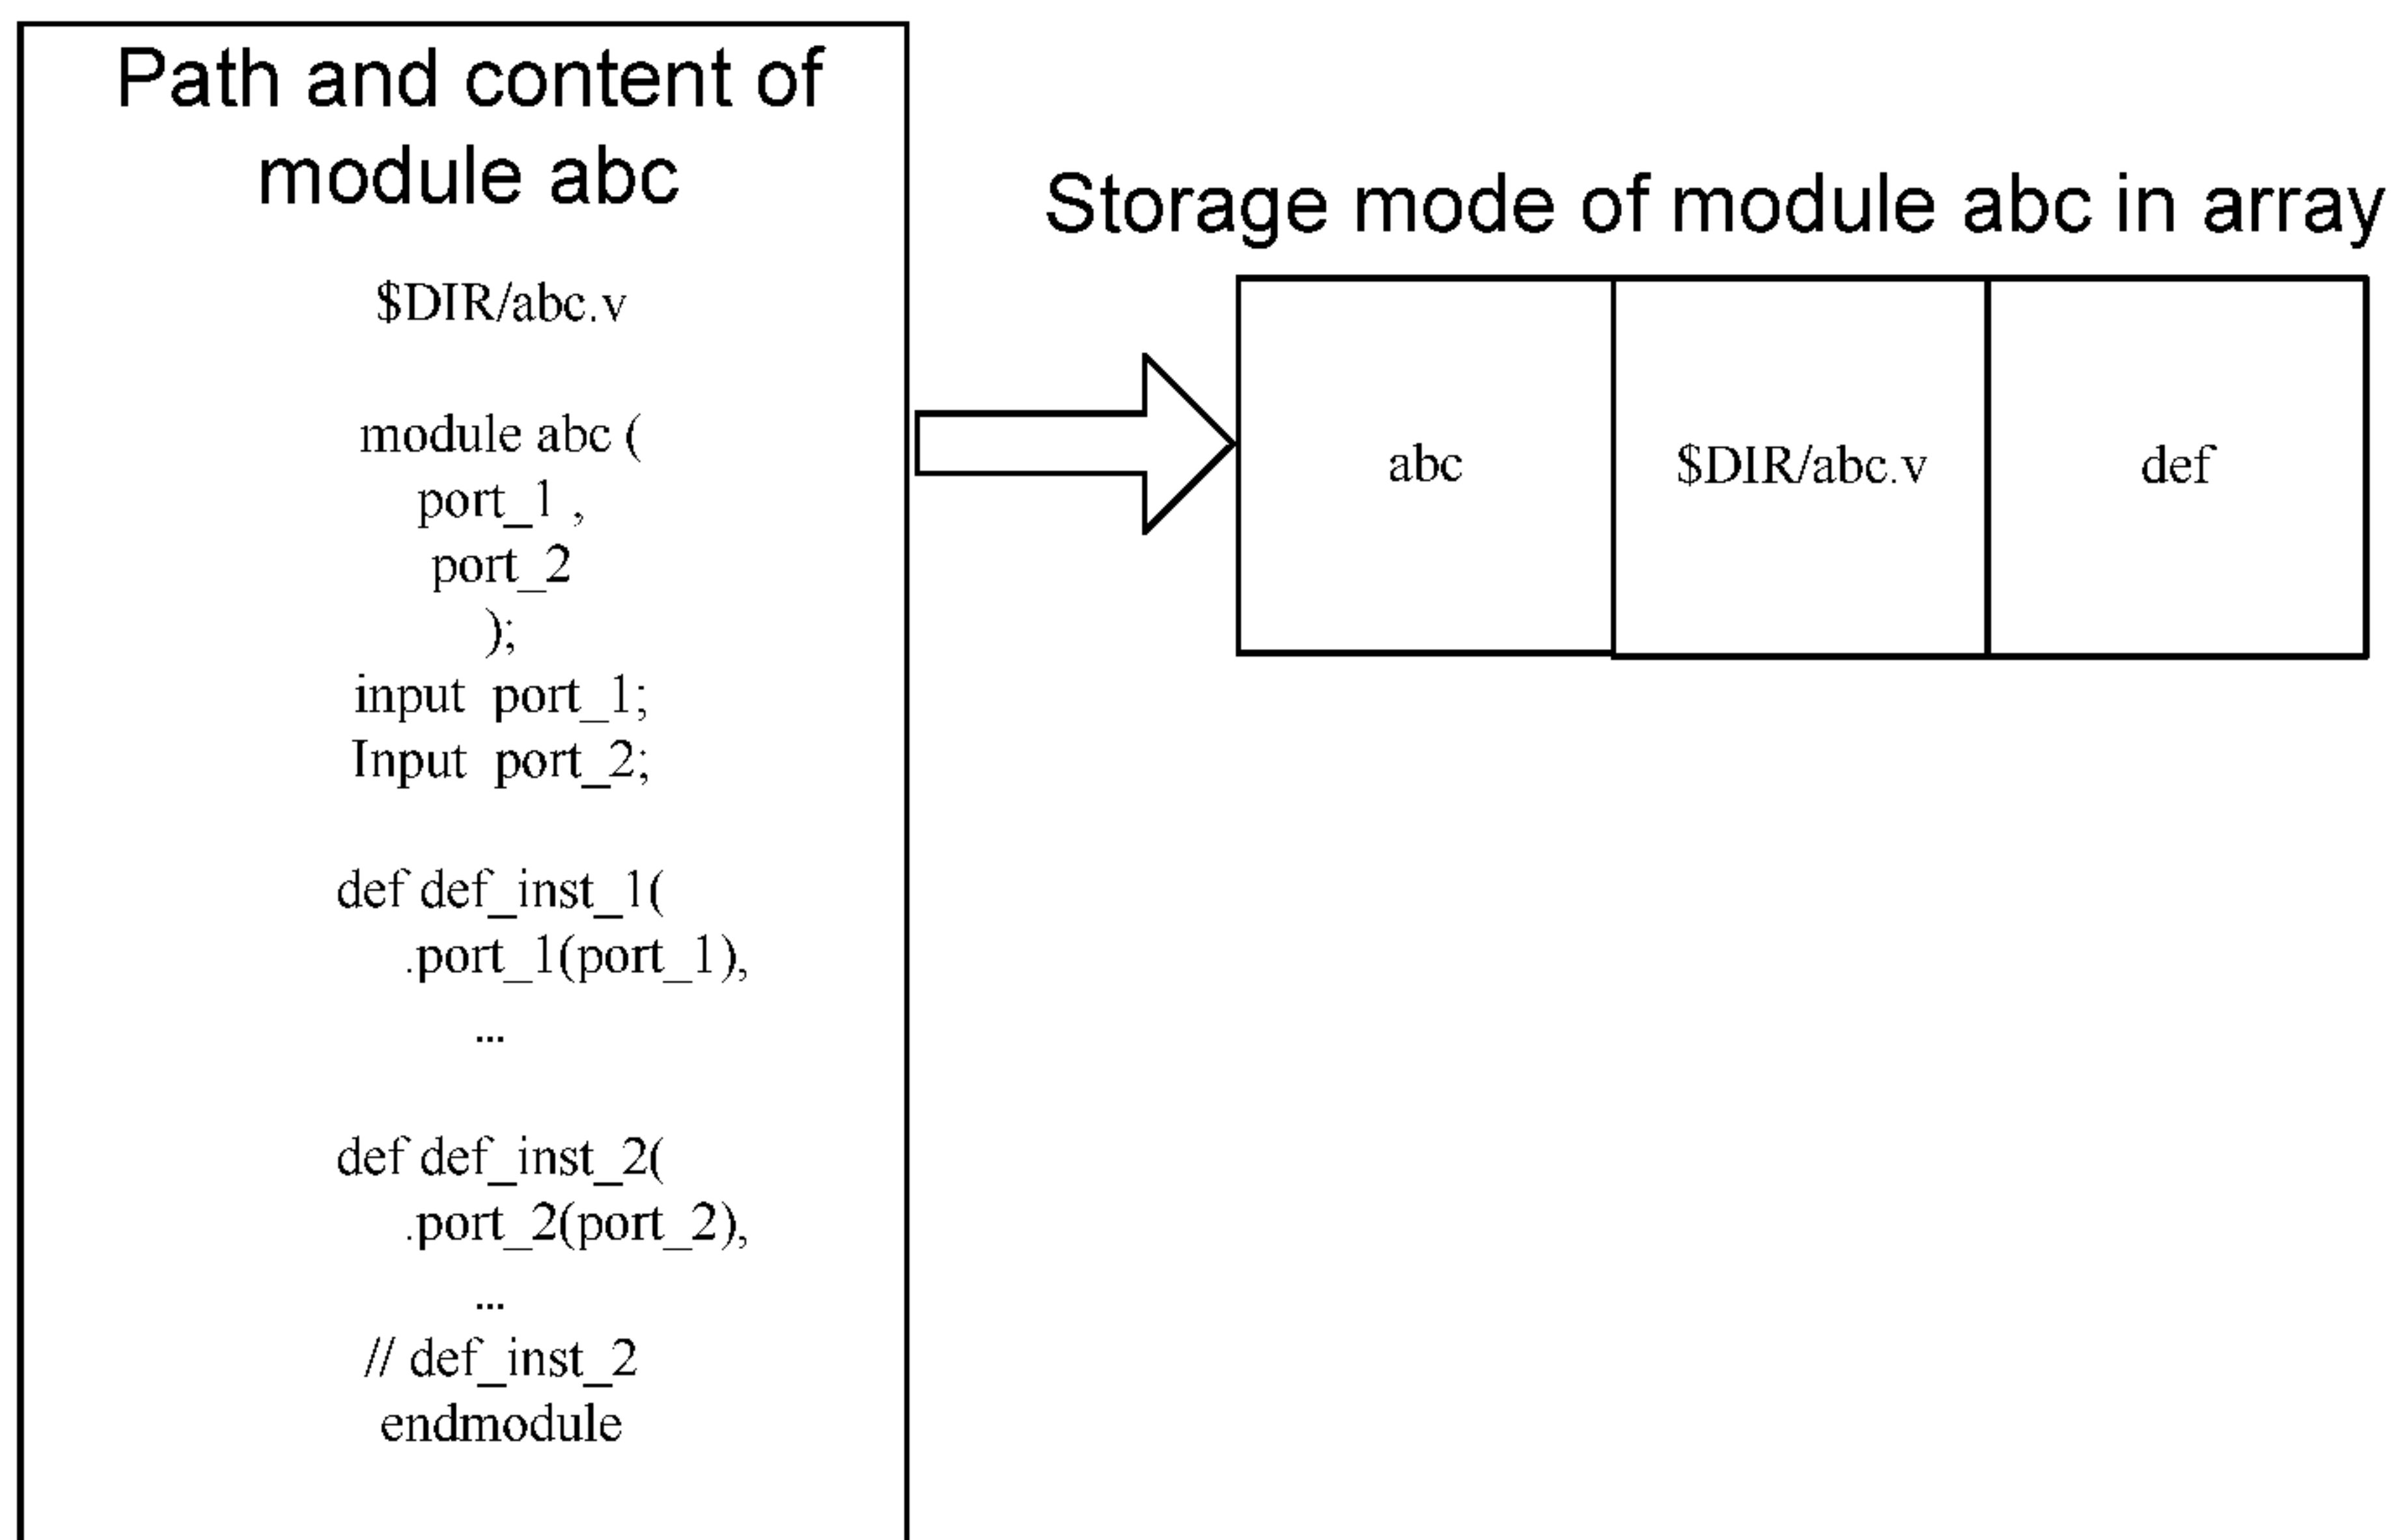 Path and content of
module abc
$DIR/abc.v
module abc (
port_1 ,
port_2
);
input port_1;
Input port_2;
def def_inst_1(
.port_1(port_1),
...
def def_inst_2(
.port_2(port_2),
...
// def_inst_2
endmodule
Storage mode of module abc in array
abc
$DIR/abc.v
def